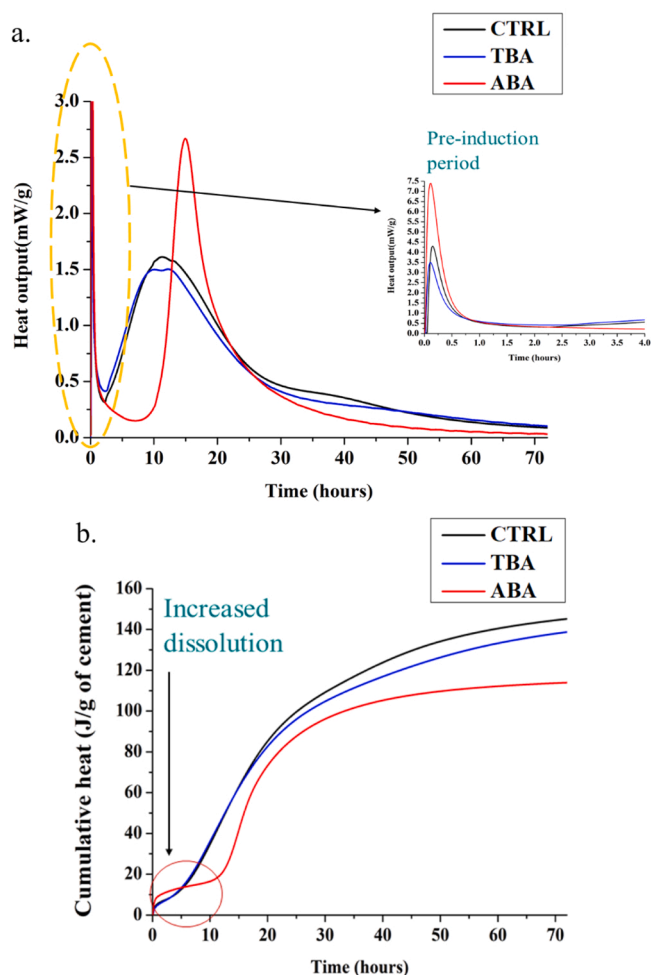 a.
CTRL
TBA
ABA
3.0
2.5
2.0
1.5
1.0
0.5
0.0
Heat output(mW/g)
0 10 20 30 40 50 60 70
Time (hours)
Pre-induction
period
7.5
7.0
6.5
6.0
5.5
5.0
4.5
4.0
3.5
3.0
2.5
2.0
1.5
1.0
0.5
0.0
Heat output(mW/g)
0.0 0.5 1.0 1.5 2.0 2.5 3.0 3.5 4.0
Time (hours)
b.
CTRL
TBA
ABA
160
140
120
100
80
60
40
20
0
Cumulative heat (J/g of cement)
Increased
dissolution
0 10 20 30 40 50 60 70
Time (hours)